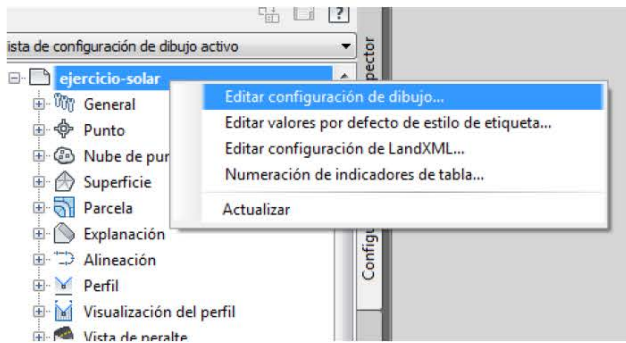 ista de configuración de dibujo activo
ejercicio-solar
Editar configuración de dibujo...
General
Editar valores por defecto de estilo de etiqueta...
Punto
Editar configuración de LandXML...
Nube de pur
Numeración de indicadores de tabla...
Superficie
Parcela
Actualizar
Explanación
Alineación
Perfil
Visualización del perfil
Vista de peralte
pector
Configu